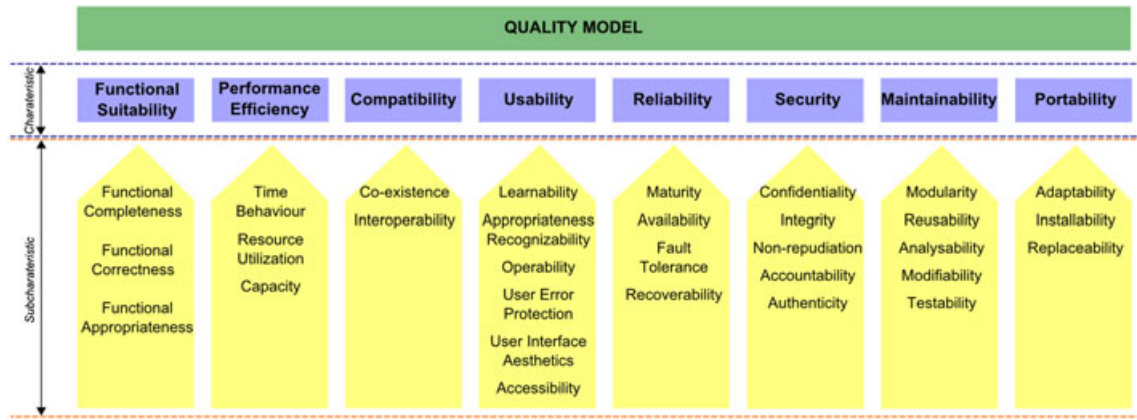 QUALITY MODEL
Charateristic
Functional
Suitability
Performance
Efficiency
Compatibility
Usability
Reliability
Security
Maintainability
Portability
Subcharateristic
Functional
Completeness
Functional
Correctness
Functional
Appropriateness
Time
Behaviour
Resource
Utilization
Capacity
Co-existence
Interoperability
Learnability
Appropriateness
Recognizability
Operability
User Error
Protection
User Interface
Aesthetics
Accessibility
Maturity
Availability
Fault
Tolerance
Recoverability
Confidentiality
Integrity
Non-repudiation
Accountability
Authenticity
Modularity
Reusability
Analysability
Modifiability
Testability
Adaptability
Installability
Replaceability